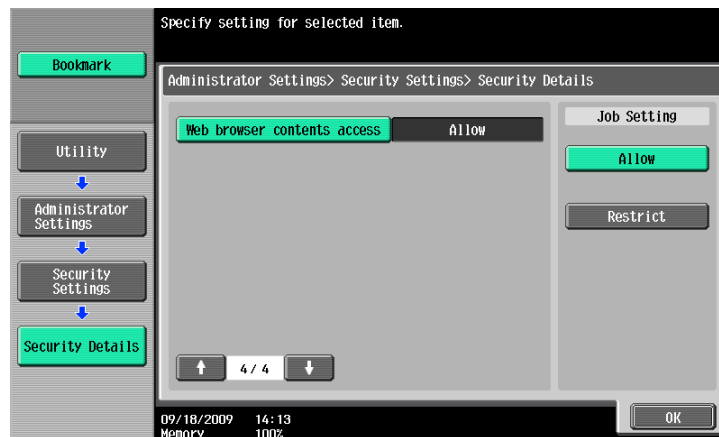 Specify setting for selected item.
Bookmark
Administrator Settings> Security Settings> Security Details
Web browser contents access
Allow
Job Setting
Allow
Restrict
Utility
Administrator
Settings
Security
Settings
Security Details
4/ 4
09/18/2009 14:13
Memory 100%
OK